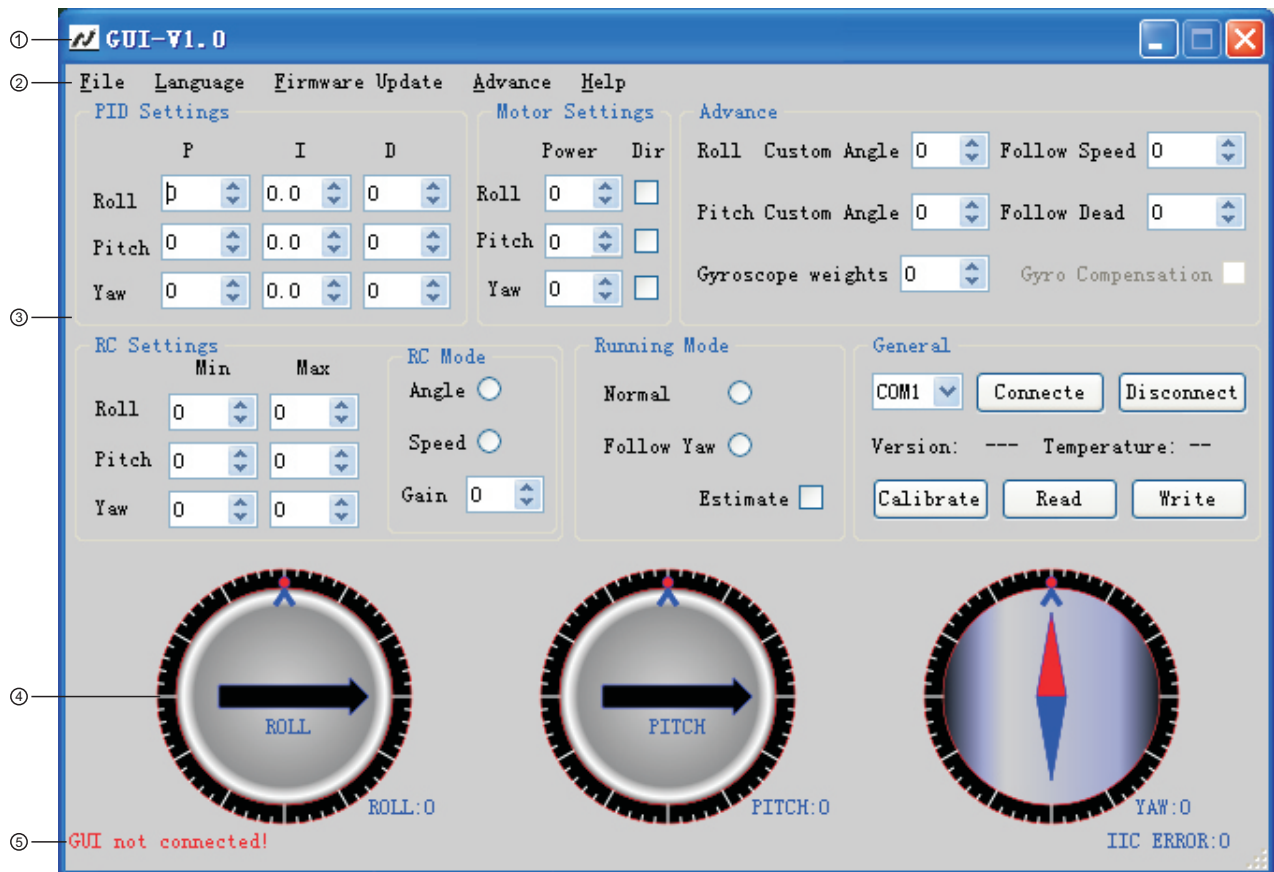 ① GUI-V1.0
② File Language Firmware Update Advance Help
PID Settings
P I D
Roll 0 0.0 0
Pitch 0 0.0 0
Yaw 0 0.0 0
Motor Settings
Power Dir
Roll 0
Pitch 0
Yaw 0
Advance
Roll Custom Angle 0 Follow Speed 0
Pitch Custom Angle 0 Follow Dead 0
Gyroscope weights 0 Gyro Compensation
③
RC Settings
Min Max
Roll 0 0
Pitch 0 0
Yaw 0 0
RC Mode
Angle
Speed
Gain 0
Running Mode
Normal
Follow Yaw
Estimate
General
COM1 Connecte Disconnect
Version: --- Temperature: --
Calibrate Read Write
④
ROLL
ROLL:0
PITCH
PITCH:0
YAW:0
⑤ GUI not connected!
IIC ERROR:0